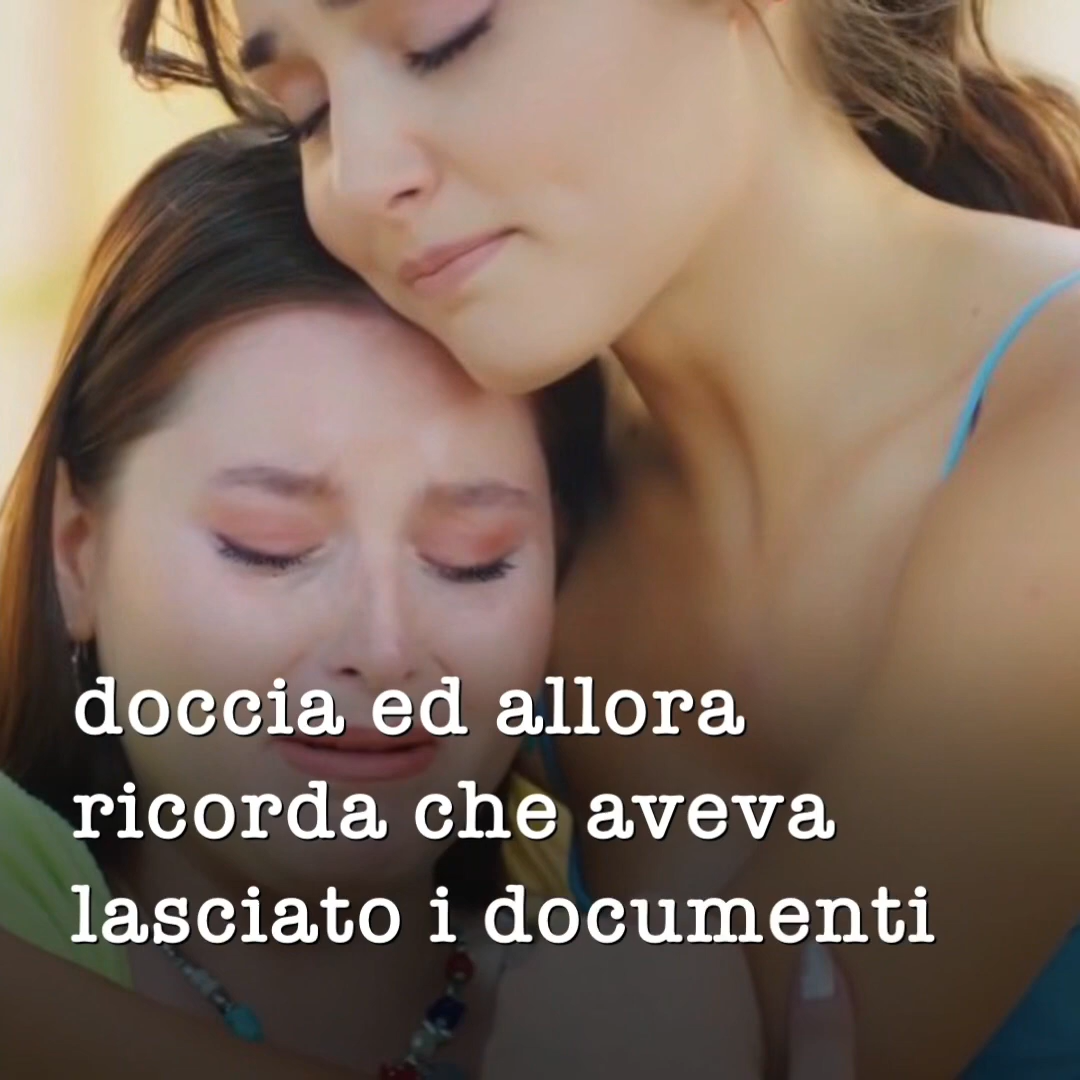 doccia ed allora
ricorda che aveva
lasciato i documenti